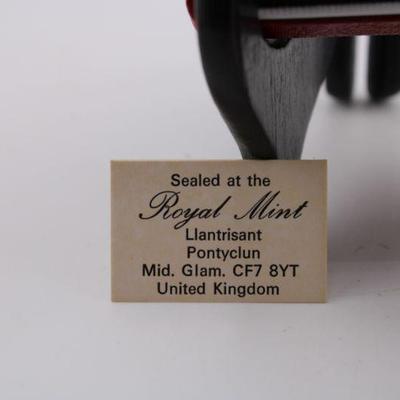 Sealed at the
Royal Mint
Llantrisant
Pontyclun
Mid. Glam. CF7 8YT
United Kingdom